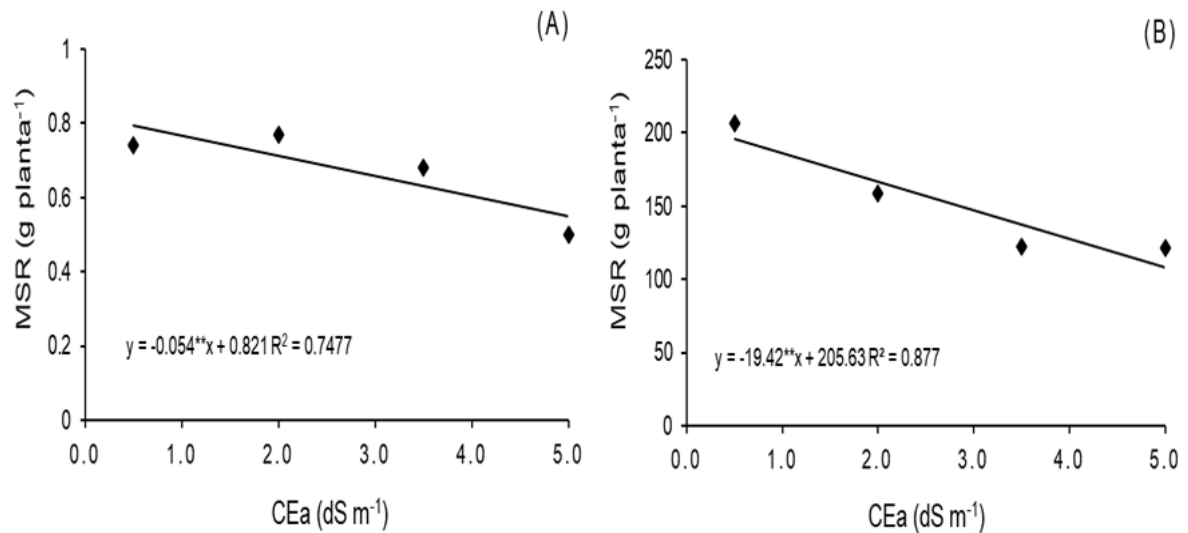 (A)
MSR (g planta⁻¹)
1
0.8
0.6
0.4
0.2
0
y = -0.054**x + 0.821 R² = 0.7477
0.0 1.0 2.0 3.0 4.0 5.0
CEa (dS m⁻¹)
(B)
MSR (g planta⁻¹)
250
200
150
100
50
0
y = -19.42**x + 205.63 R² = 0.877
0.0 1.0 2.0 3.0 4.0 5.0
CEa (dS m⁻¹)